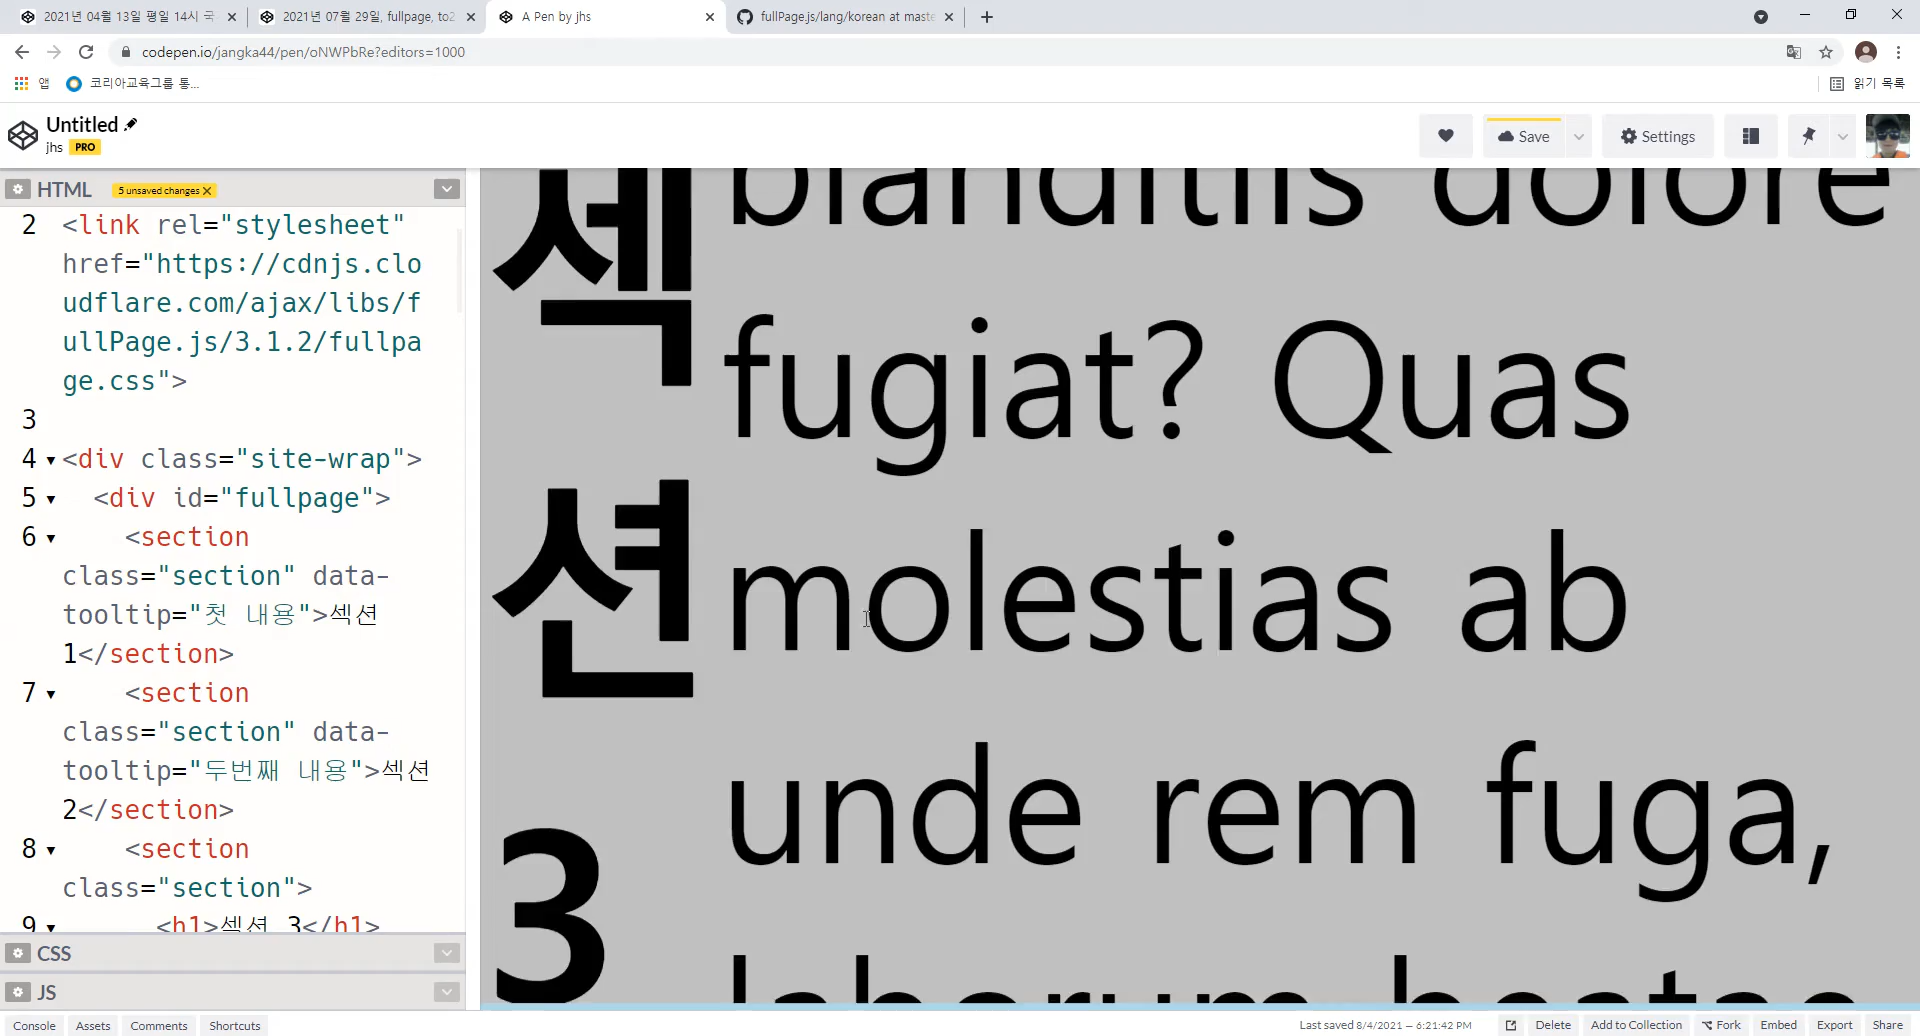 2021년 04월 13일 평일 14시 국
2021년 07월 29일, fullpage, to2
A Pen by jhs
fullPage.js/lang/korean at maste
codepen.io/jangka44/pen/oNWPbRe?editors=1000
앱
코리아교육그룹 통...
읽기 목록
Untitled
jhs PRO
Save
Settings
HTML
5 unsaved changes
2 <link rel="stylesheet"
href="https://cdnjs.clo
udflare.com/ajax/libs/f
ullPage.js/3.1.2/fullpa
ge.css">
3
4 <div class="site-wrap">
5 <div id="fullpage">
6 <section
class="section" data-
tooltip="첫 내용">섹션
1</section>
7 <section
class="section" data-
tooltip="두번째 내용">섹션
2</section>
8 <section
class="section">
9 <h1>섹션 3</h1>
CSS
JS
섹
션
3
blanditiis dolore
fugiat? Quas
molestias ab
unde rem fuga,
laborum beatae
Console
Assets
Comments
Shortcuts
Last saved 8/4/2021 — 6:21:42 PM
Delete
Add to Collection
Fork
Embed
Export
Share